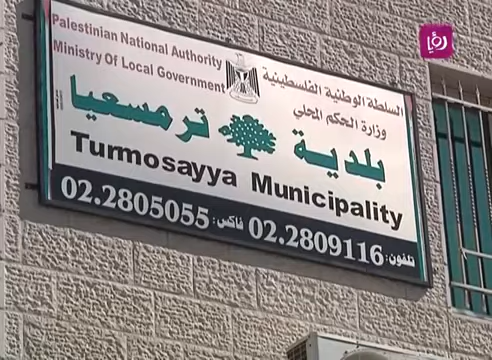 رؤيا
Palestinian National Authority
Ministry Of Local Government
السلطة الوطنية الفلسطينية
وزارة الحكم المحلي
بلدية ترمسعيا
Turmosayya Municipality
تلفون: 02.2809116 فاكس: 02.2805055